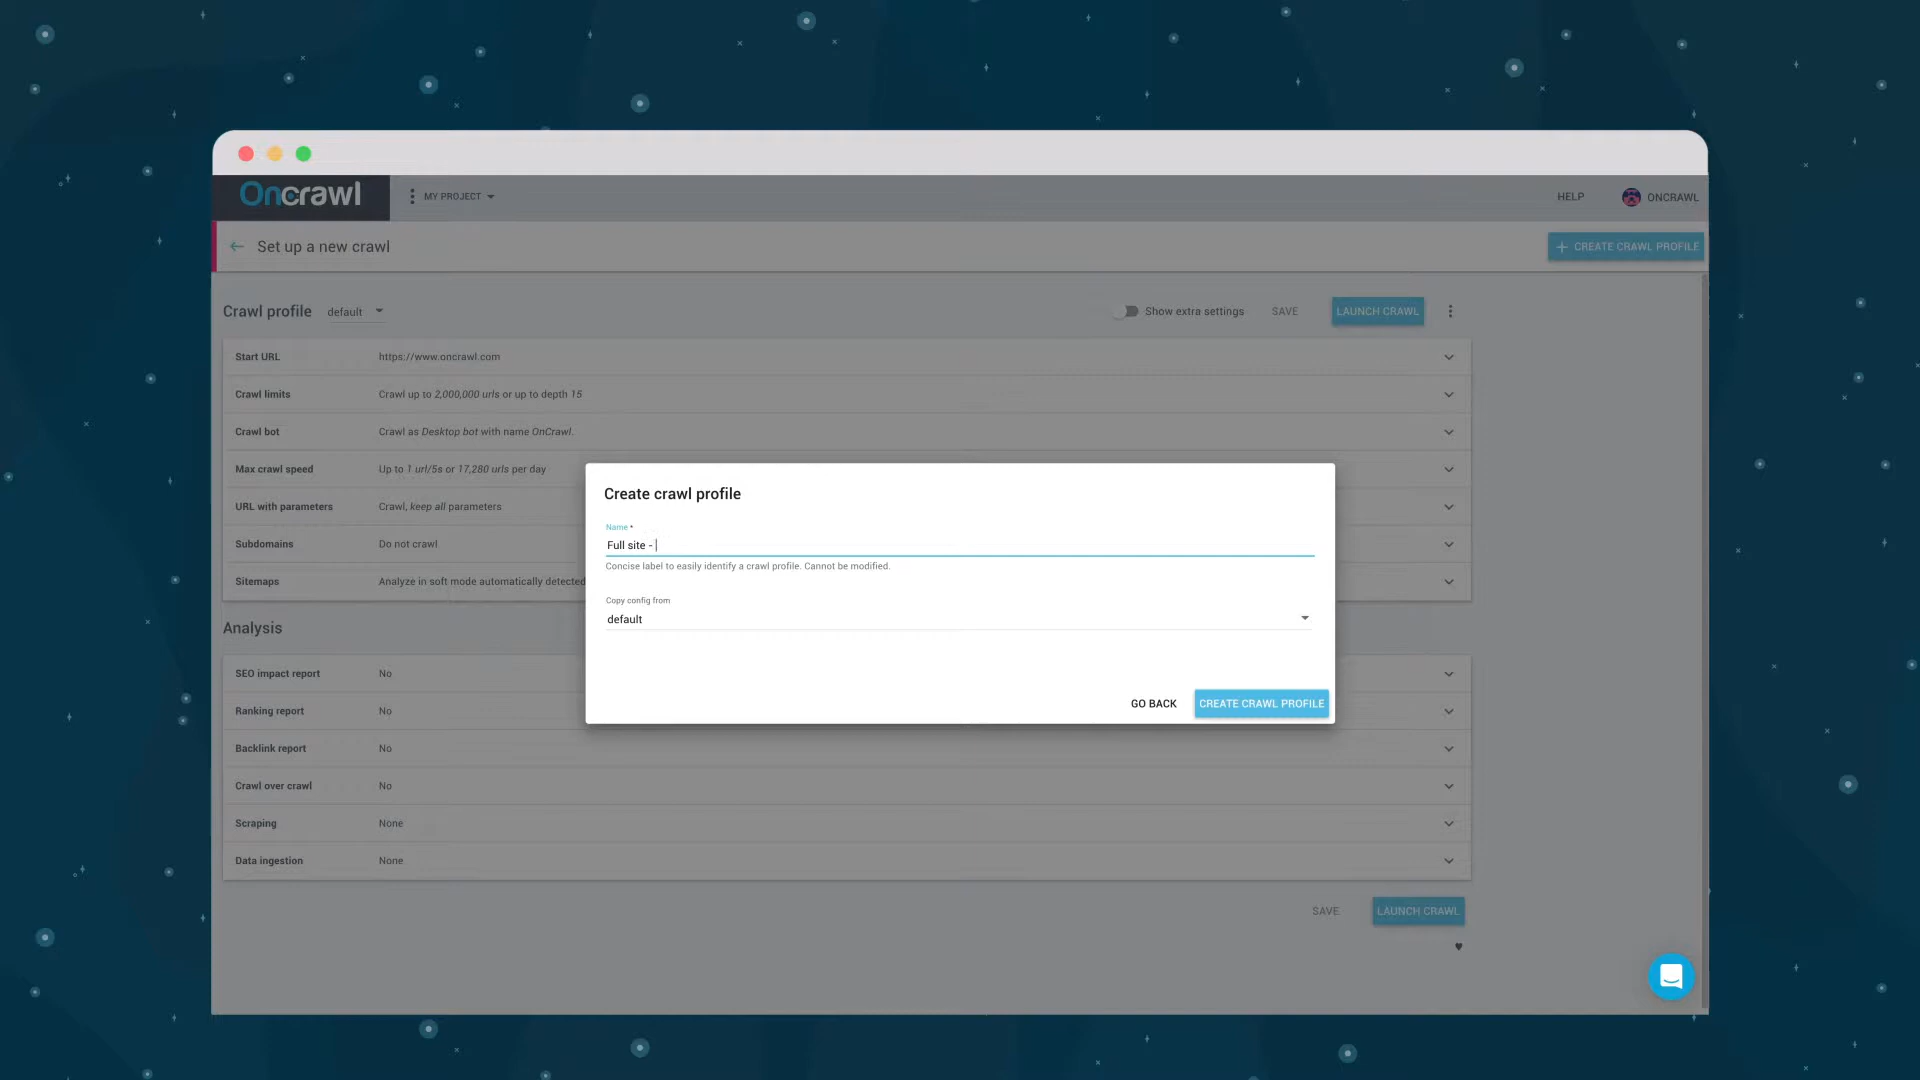 Oncrawl
MY PROJECT
HELP
ONCRAWL
Set up a new crawl
CREATE CRAWL PROFILE
Crawl profile
default
Show extra settings
SAVE
LAUNCH CRAWL
Start URL https://www.oncrawl.com
Crawl limits Crawl up to 2,000,000 urls or up to depth 15
Crawl bot Crawl as Desktop bot with name OnCrawl.
Max crawl speed Up to 1 url/5s or 17,280 urls per day
URL with parameters Crawl, keep all parameters
Subdomains Do not crawl
Sitemaps Analyze in soft mode automatically detected
Create crawl profile
Name *
Full site -
Concise label to easily identify a crawl profile. Cannot be modified.
Copy config from
default
GO BACK
CREATE CRAWL PROFILE
Analysis
SEO impact report No
Ranking report No
Backlink report No
Crawl over crawl No
Scraping None
Data ingestion None
SAVE
LAUNCH CRAWL